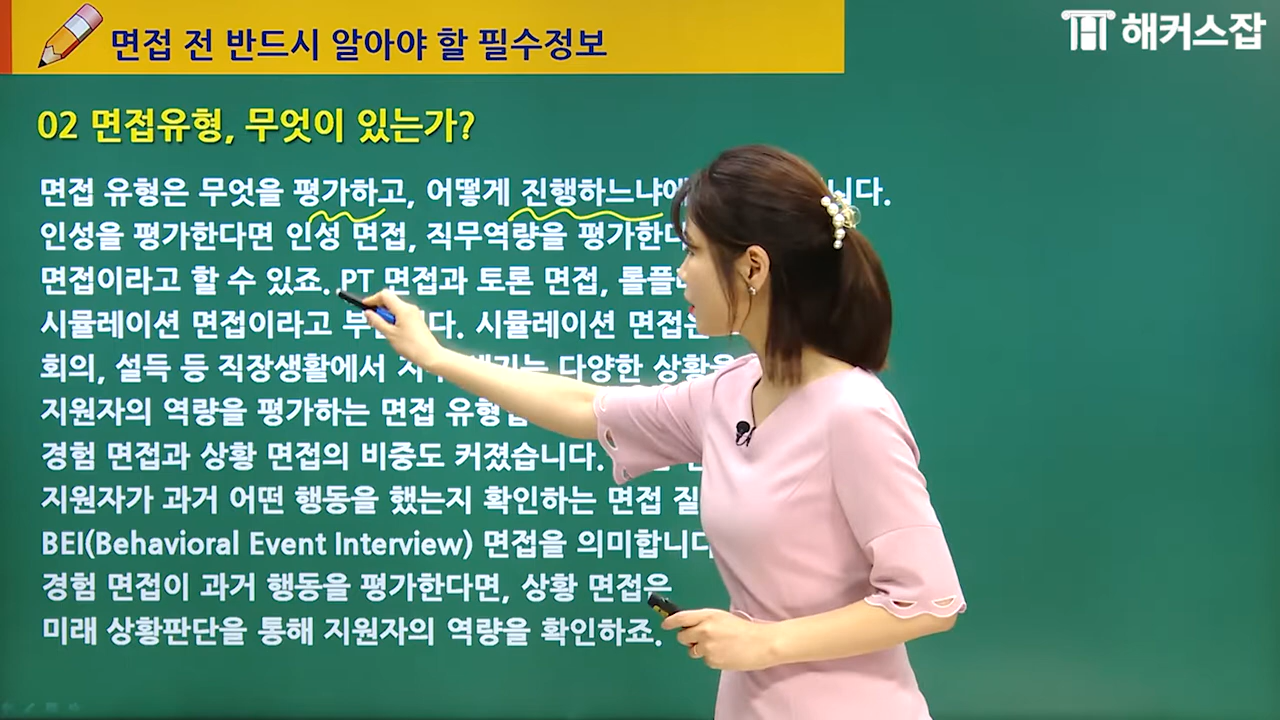 면접 전 반드시 알아야 할 필수정보
해커스잡
02 면접유형, 무엇이 있는가?
면접 유형은 무엇을 평가하고, 어떻게 진행하느냐에 니다.
인성을 평가한다면 인성 면접, 직무역량을 평가한다
면접이라고 할 수 있죠. PT 면접과 토론 면접,
시뮬레이션 면접이라고 시뮬레이션 면접은
회의, 설득 등 직장생활에서 다양한 상황을
지원자의 역량을 평가하는 면접
경험 면접과 상황 면접의 비중도 커졌습니다.
지원자가 과거 어떤 행동을 했는지 확인하는 면접
BEI(Behavioral Event Interview) 면접을 의미합니다
경험 면접이 과거 행동을 평가한다면, 상황 면접은
미래 상황판단을 통해 지원자의 역량을 확인하죠.